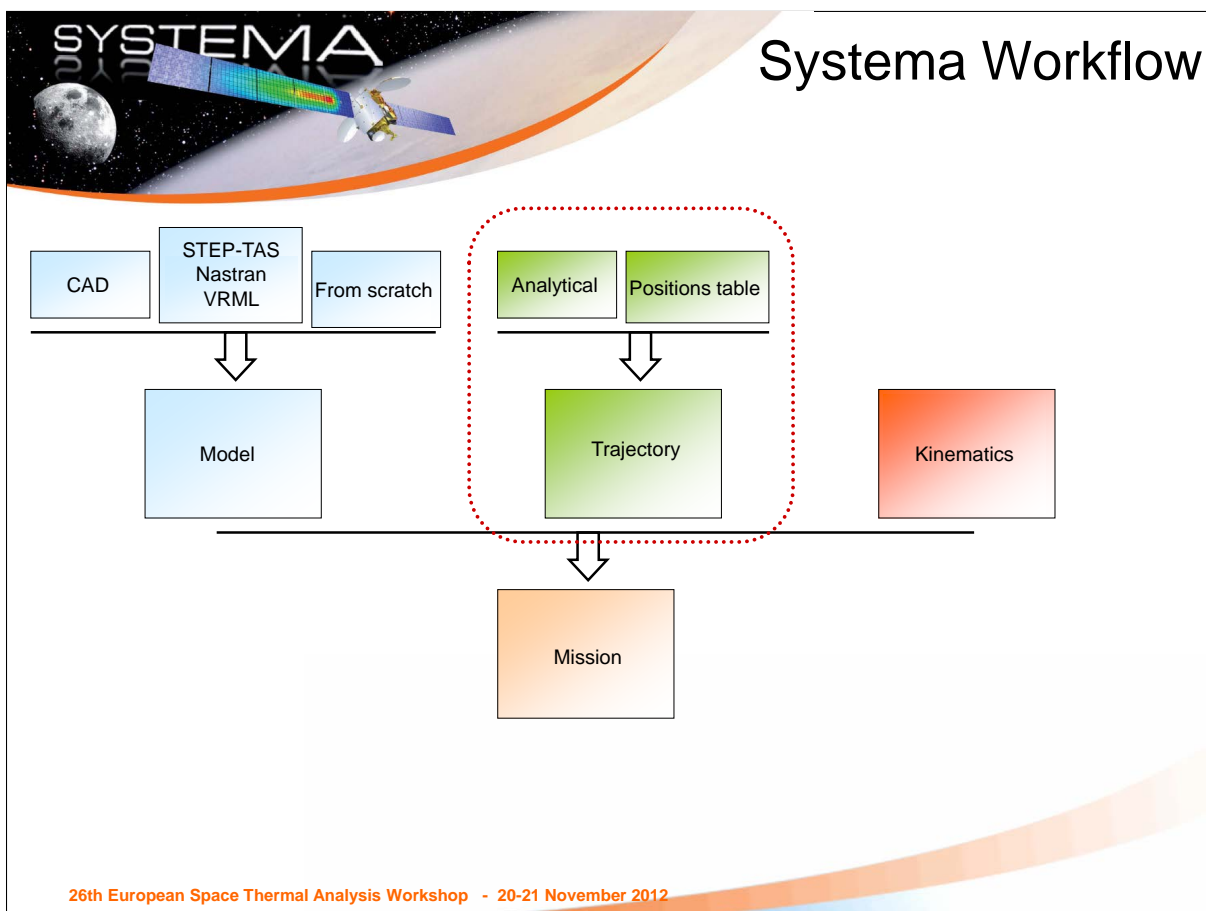 SYSTEMA
Systema Workflow
CAD
STEP-TAS
Nastran
VRML
From scratch
Analytical
Positions table
Model
Trajectory
Kinematics
Mission
26th European Space Thermal Analysis Workshop - 20-21 November 2012